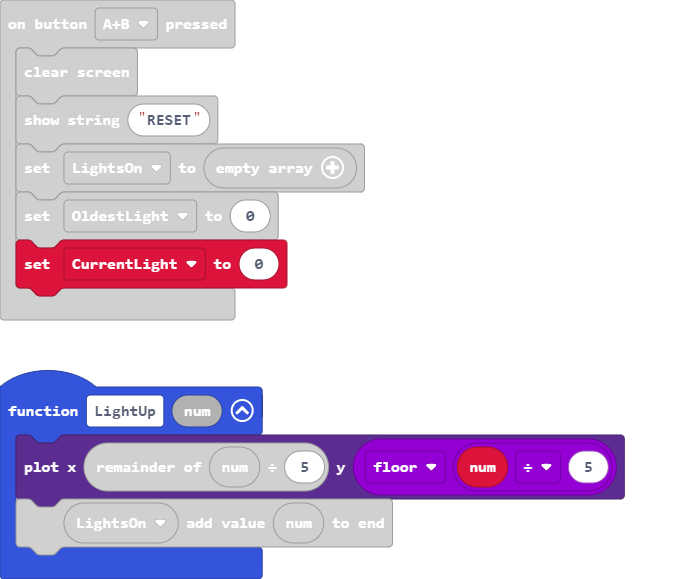 on button A+B pressed
clear screen
show string "RESET"
set LightsOn to empty array
set OldestLight to 0
set CurrentLight to 0
function LightUp num
plot x remainder of num ÷ 5 y floor num ÷ 5
LightsOn add value num to end